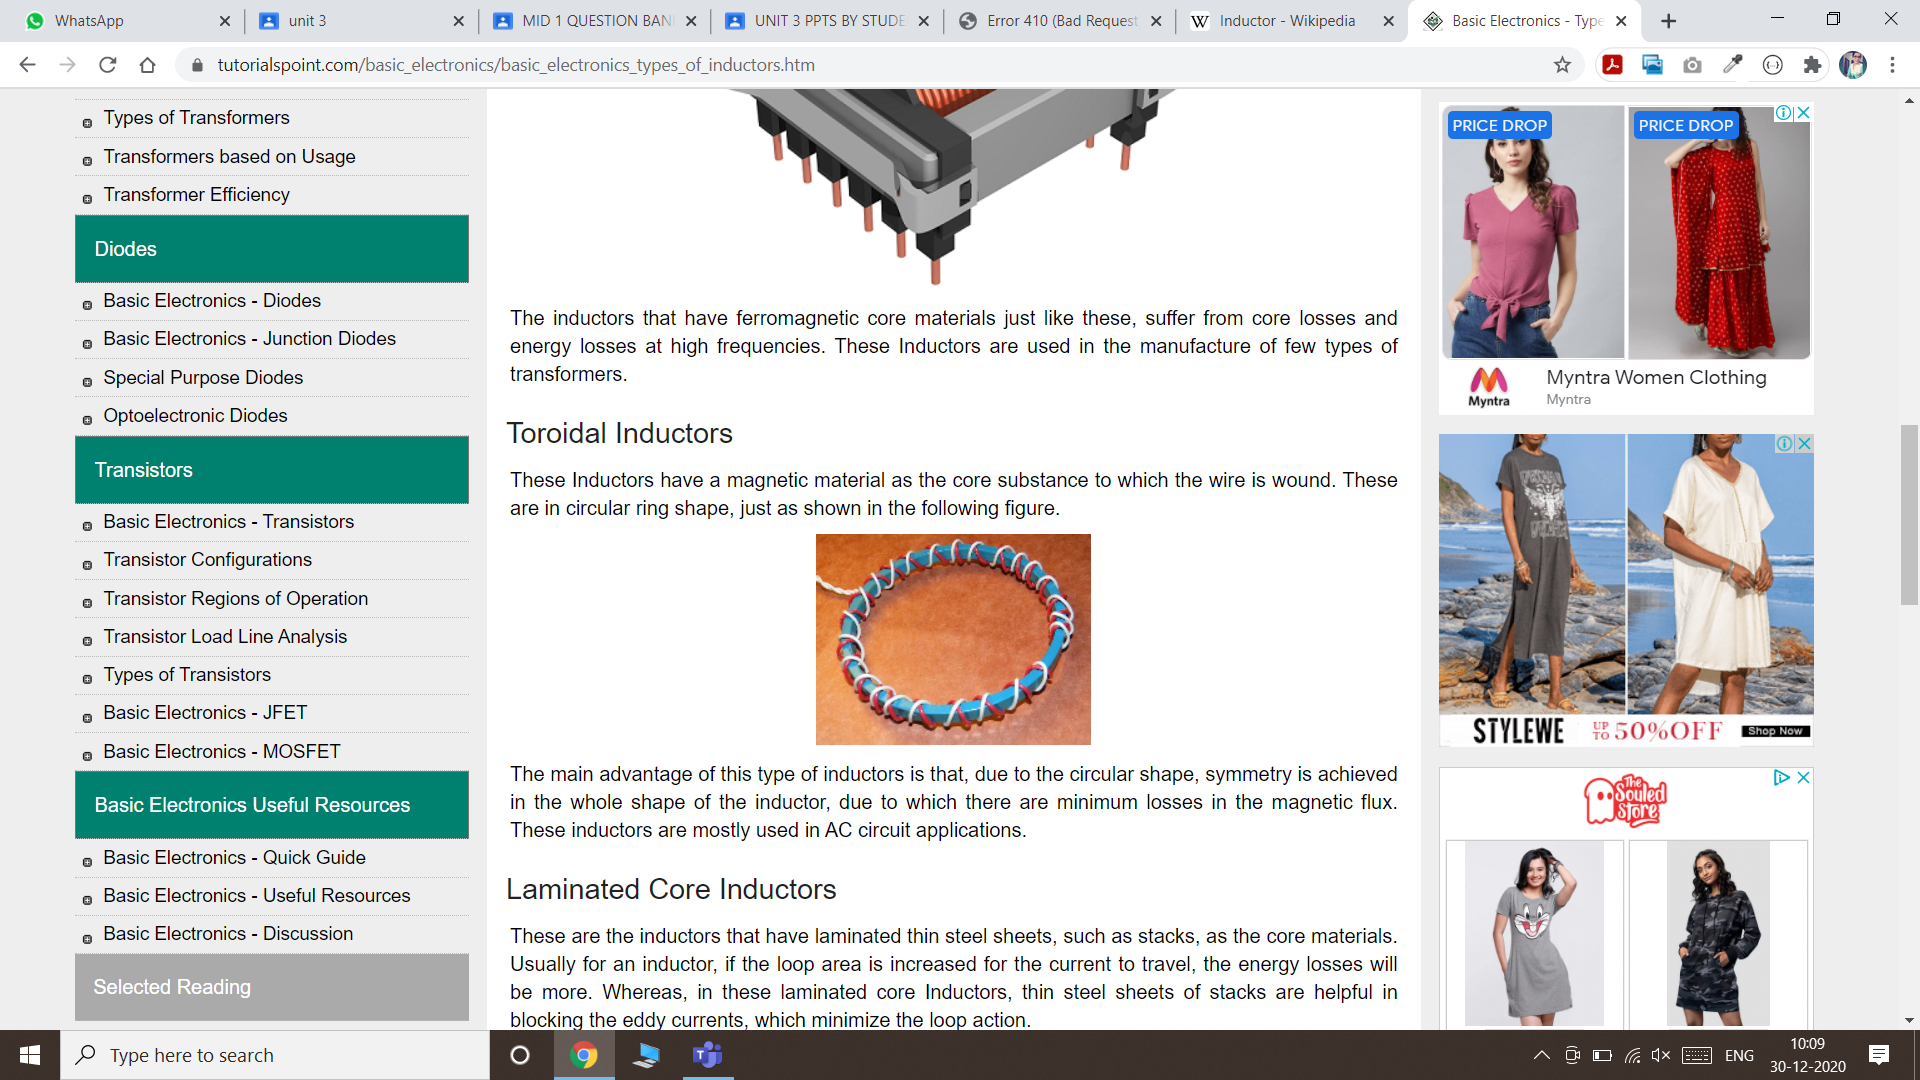 WhatsApp
unit 3
MID 1 QUESTION BAN
UNIT 3 PPTS BY STUDE
Error 410 (Bad Request
Inductor - Wikipedia
Basic Electronics - Type
tutorialspoint.com/basic_electronics/basic_electronics_types_of_inductors.htm
Types of Transformers
Transformers based on Usage
Transformer Efficiency
Diodes
Basic Electronics - Diodes
Basic Electronics - Junction Diodes
Special Purpose Diodes
Optoelectronic Diodes
Transistors
Basic Electronics - Transistors
Transistor Configurations
Transistor Regions of Operation
Transistor Load Line Analysis
Types of Transistors
Basic Electronics - JFET
Basic Electronics - MOSFET
Basic Electronics Useful Resources
Basic Electronics - Quick Guide
Basic Electronics - Useful Resources
Basic Electronics - Discussion
Selected Reading
The inductors that have ferromagnetic core materials just like these, suffer from core losses and
energy losses at high frequencies. These Inductors are used in the manufacture of few types of
transformers.
Toroidal Inductors
These Inductors have a magnetic material as the core substance to which the wire is wound. These
are in circular ring shape, just as shown in the following figure.
The main advantage of this type of inductors is that, due to the circular shape, symmetry is achieved
in the whole shape of the inductor, due to which there are minimum losses in the magnetic flux.
These inductors are mostly used in AC circuit applications.
Laminated Core Inductors
These are the inductors that have laminated thin steel sheets, such as stacks, as the core materials.
Usually for an inductor, if the loop area is increased for the current to travel, the energy losses will
be more. Whereas, in these laminated core Inductors, thin steel sheets of stacks are helpful in
blocking the eddy currents, which minimize the loop action.
PRICE DROP
PRICE DROP
Myntra
Myntra Women Clothing
Myntra
STYLEWE
UP TO 50% OFF
Shop Now
The
Souled
Store
Type here to search
ENG
10:09
30-12-2020